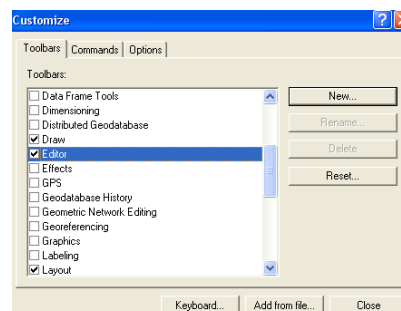 Customize
Toolbars Commands Options
Toolbars:
Data Frame Tools
Dimensioning
Distributed Geodatabase
Draw
Editor
Effects
GPS
Geodatabase History
Geometric Network Editing
Georeferencing
Graphics
Labeling
Layout
New...
Rename...
Delete
Reset...
Keyboard... Add from file... Close